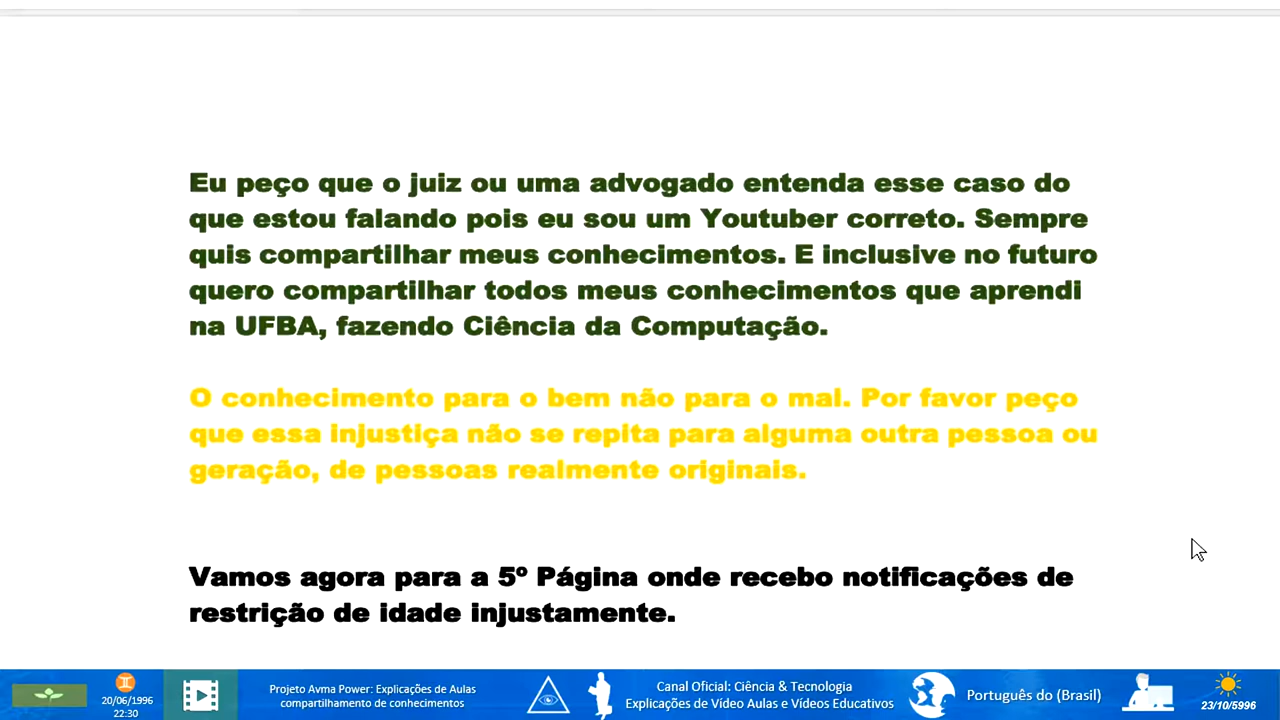 Eu peço que o juiz ou uma advogado entenda esse caso do
que estou falando pois eu sou um Youtuber correto. Sempre
quis compartilhar meus conhecimentos. E inclusive no futuro
quero compartilhar todos meus conhecimentos que aprendi
na UFBA, fazendo Ciência da Computação.
O conhecimento para o bem não para o mal. Por favor peço
que essa injustiça não se repita para alguma outra pessoa ou
geração, de pessoas realmente originais.
Vamos agora para a 5º Página onde recebo notificações de
restrição de idade injustamente.
20/06/1996
22:30
Projeto Avma Power: Explicações de Aulas
compartilhamento de conhecimentos
Canal Oficial: Ciência & Tecnologia
Explicações de Vídeo Aulas e Vídeos Educativos
Português do (Brasil)
23/10/5996